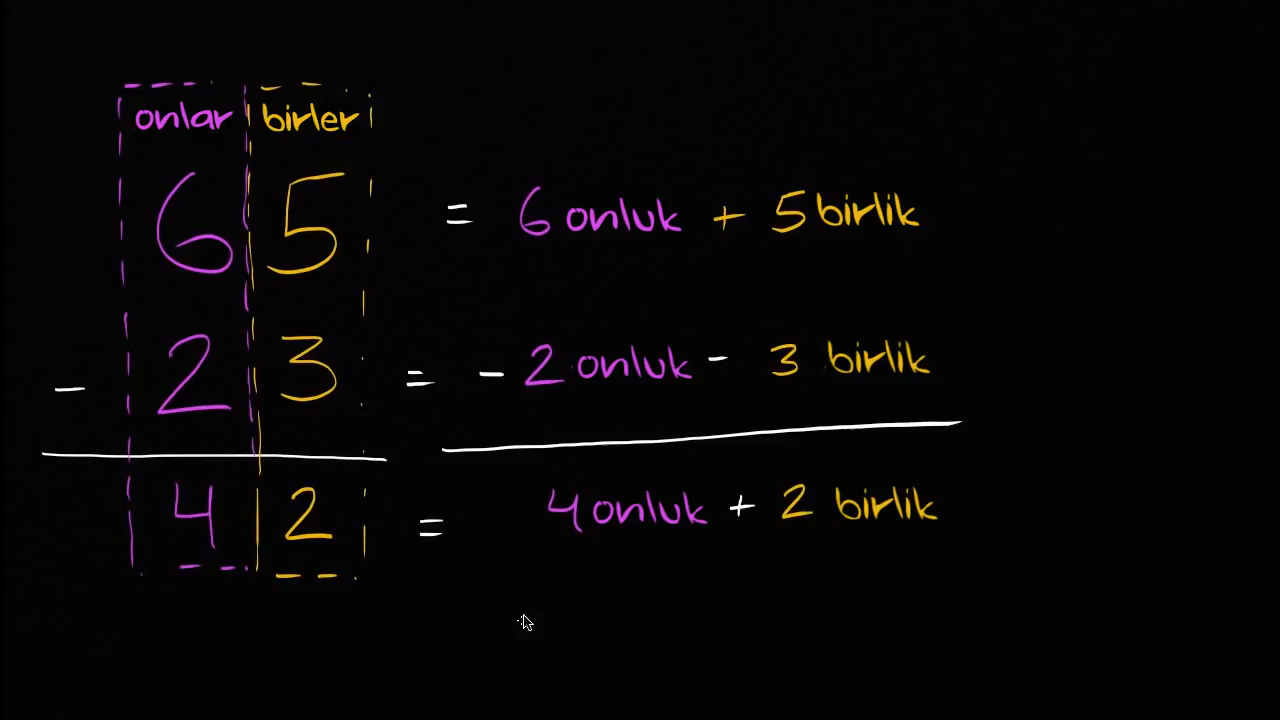 onlar birler
6 5 = 6 onluk + 5 birlik
- 2 3 = - 2 onluk - 3 birlik
4 2 = 4 onluk + 2 birlik